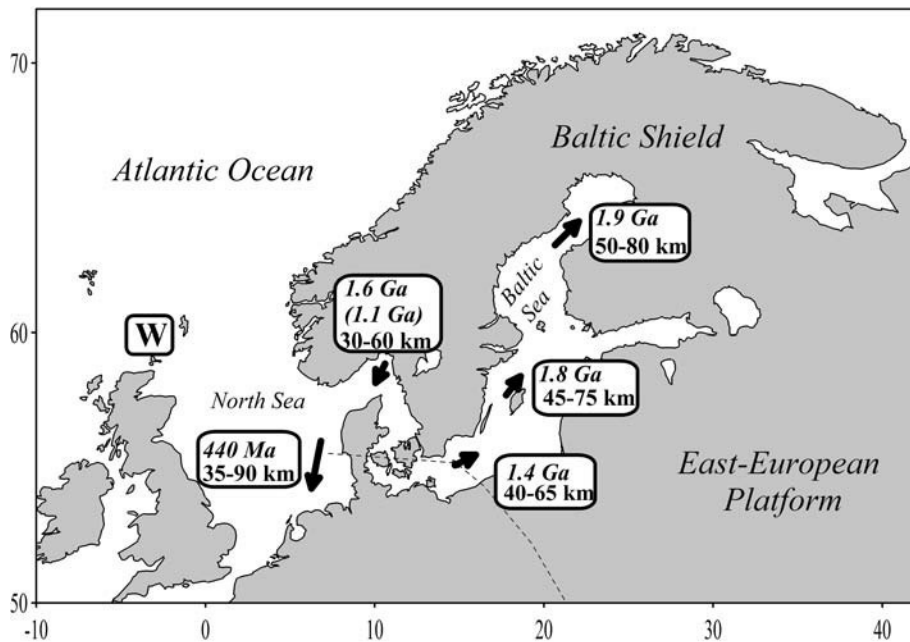 70
Baltic Shield
Atlantic Ocean
1.9 Ga
50-80 km
Baltic
Sea
1.6 Ga
(1.1 Ga)
30-60 km
60
W
1.8 Ga
45-75 km
North Sea
440 Ma
35-90 km
1.4 Ga
40-65 km
East-European
Platform
50
-10
0
10
20
30
40